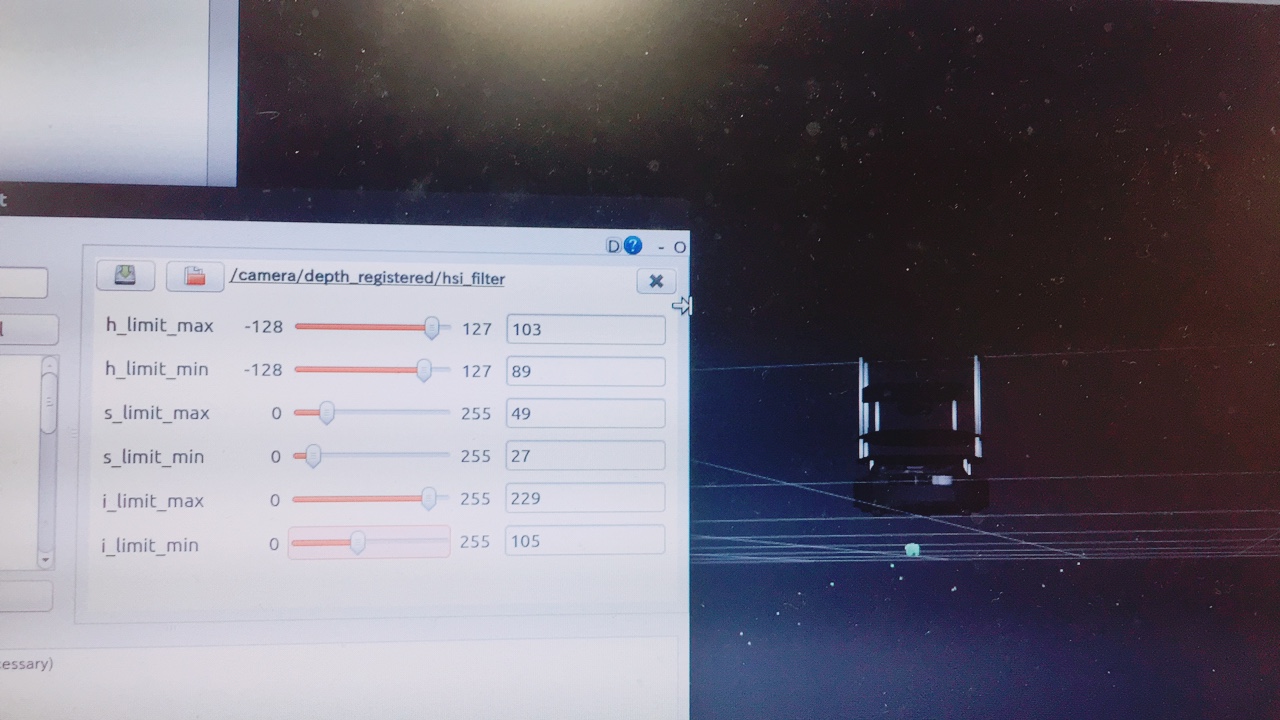 t
D ? - O
/camera/depth_registered/hsi_filter
h_limit_max -128 127 103
h_limit_min -128 127 89
s_limit_max 0 255 49
s_limit_min 0 255 27
i_limit_max 0 255 229
i_limit_min 0 255 105
cessary)